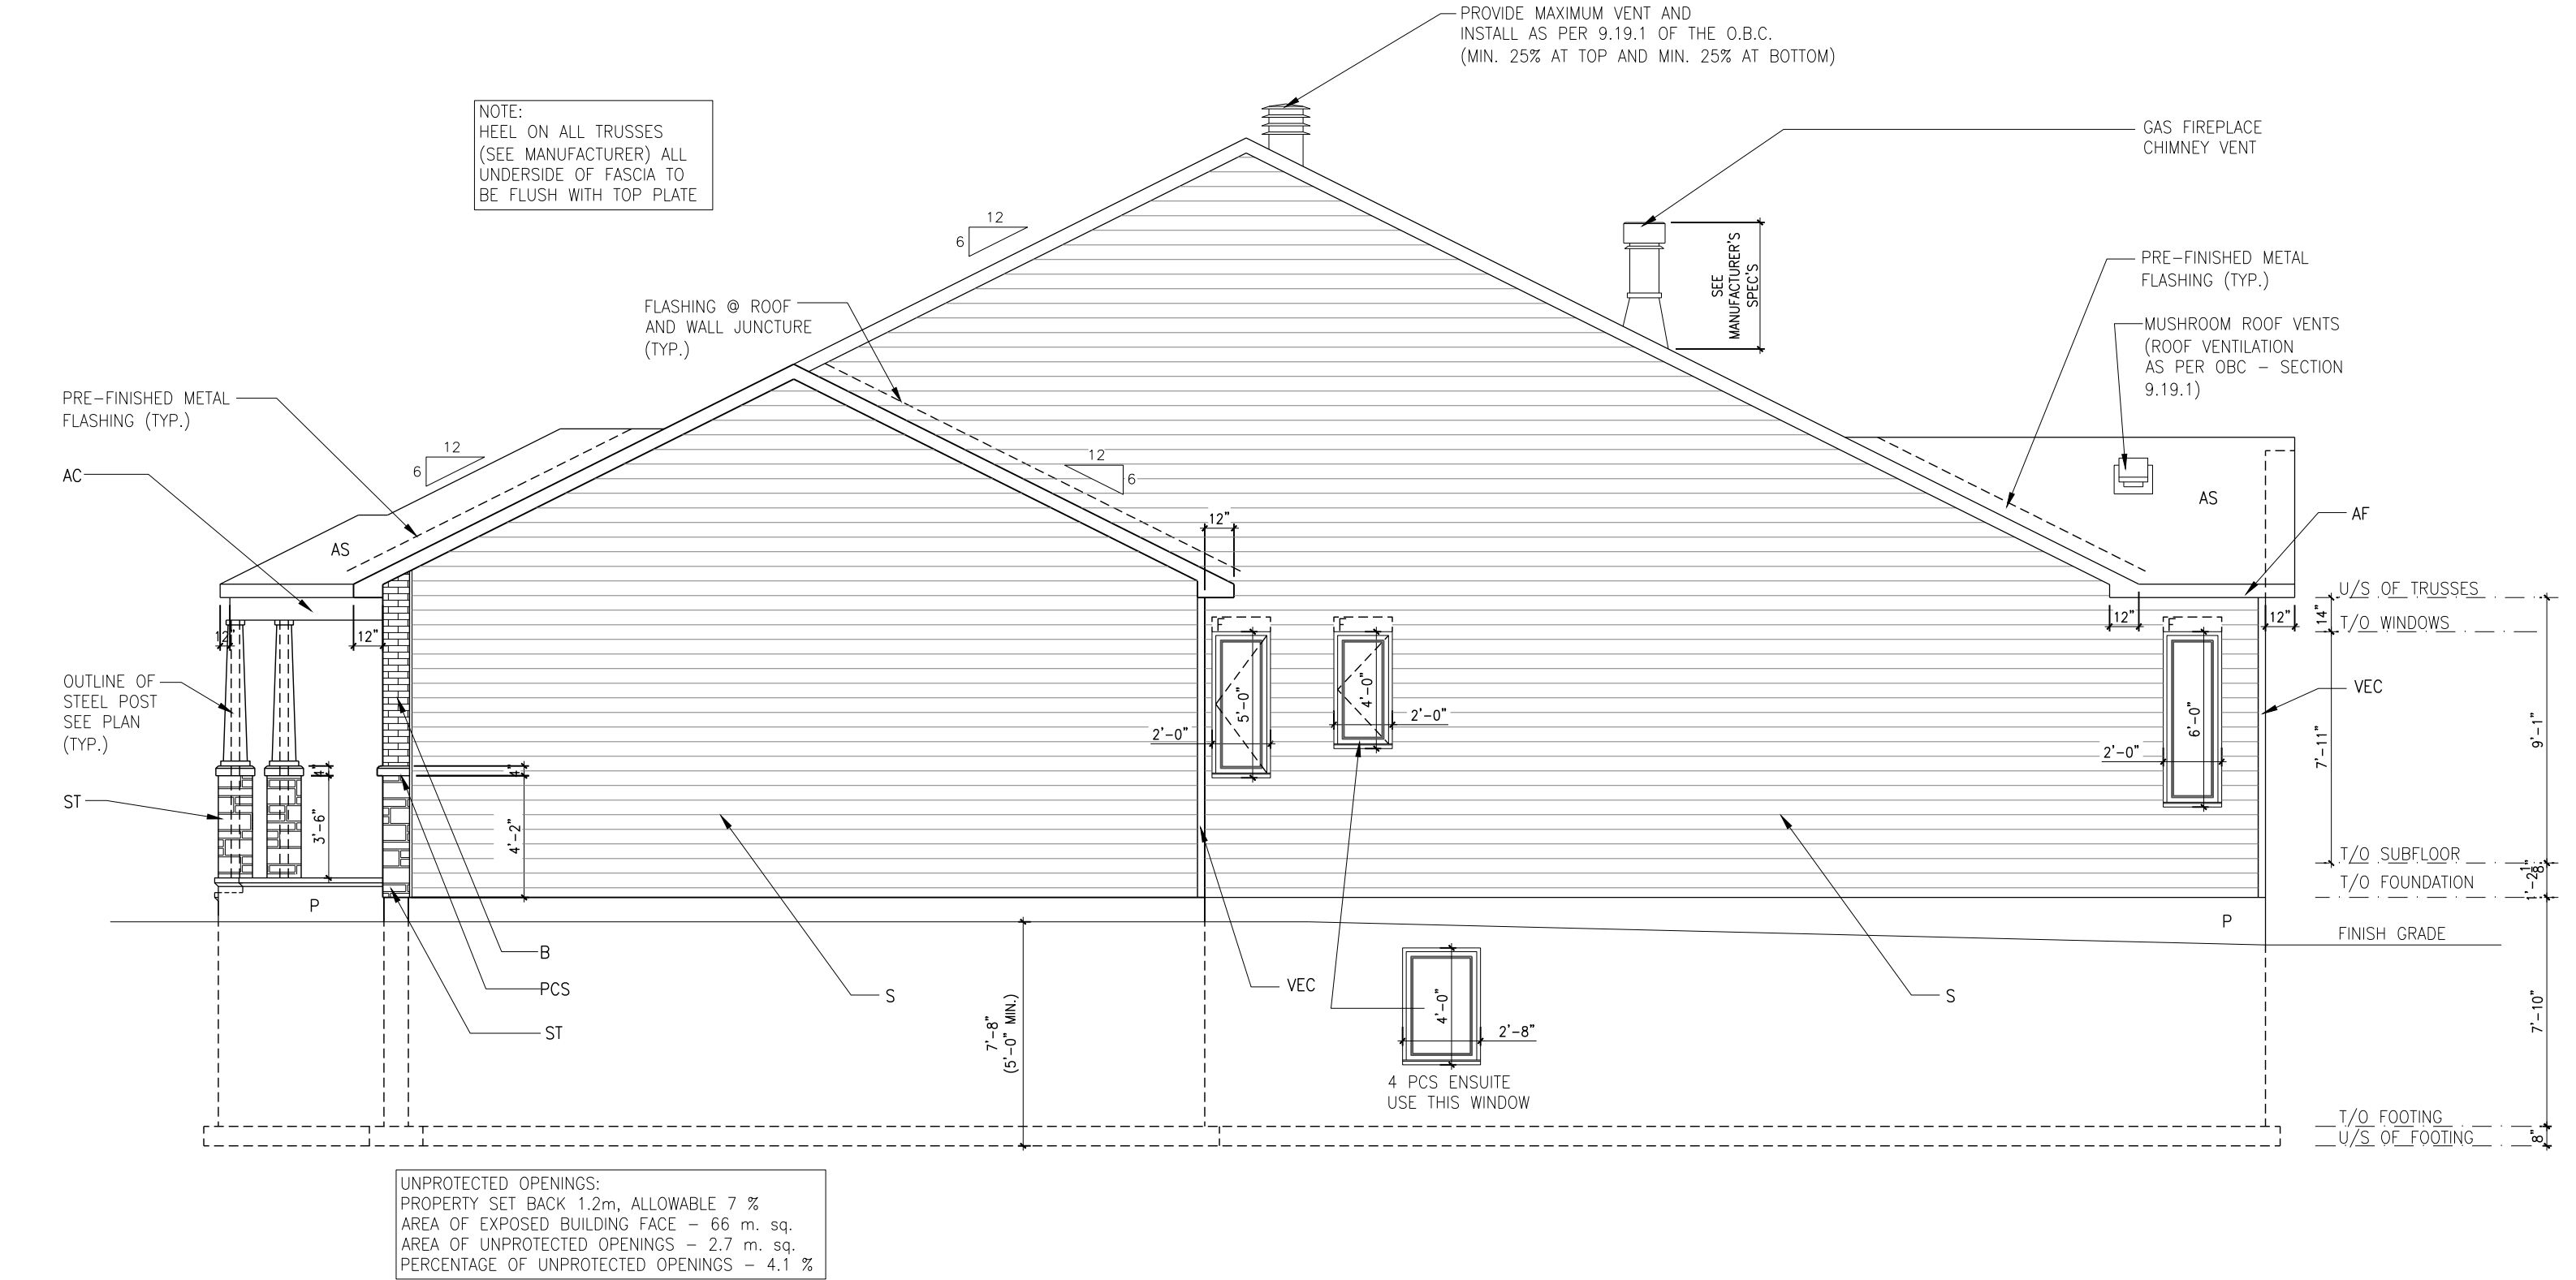 PROVIDE MAXIMUM VENT AND
INSTALL AS PER 9.19.1 OF THE O.B.C.
(MIN. 25% AT TOP AND MIN. 25% AT BOTTOM)
NOTE:
HEEL ON ALL TRUSSES
(SEE MANUFACTURER) ALL
UNDERSIDE OF FASCIA TO
BE FLUSH WITH TOP PLATE
GAS FIREPLACE
CHIMNEY VENT
12
6
SEE
MANUFACTURER'S
SPEC'S
PRE-FINISHED METAL
FLASHING (TYP.)
FLASHING @ ROOF
AND WALL JUNCTURE
(TYP.)
MUSHROOM ROOF VENTS
(ROOF VENTILATION
AS PER OBC - SECTION
9.19.1)
PRE-FINISHED METAL
FLASHING (TYP.)
12
6
12
6
AC
AS
AS
AF
12"
U/S OF TRUSSES
12"
12"
12"
12"
14"
T/O WINDOWS
F
F
F
OUTLINE OF
STEEL POST
SEE PLAN
(TYP.)
VEC
5'-0"
2'-0"
4'-0"
2'-0"
6'-0"
2'-0"
7'-11"
9'-1"
4"
4"
ST
3'-6"
4'-2"
T/O SUBFLOOR
T/O FOUNDATION
1'-2 1/8"
P
P
FINISH GRADE
B
PCS
ST
S
VEC
S
7'-8"
(5'-0" MIN.)
4'-0"
2'-8"
4 PCS ENSUITE
USE THIS WINDOW
7'-10"
T/O FOOTING
U/S OF FOOTING
8"
UNPROTECTED OPENINGS:
PROPERTY SET BACK 1.2m, ALLOWABLE 7 %
AREA OF EXPOSED BUILDING FACE - 66 m. sq.
AREA OF UNPROTECTED OPENINGS - 2.7 m. sq.
PERCENTAGE OF UNPROTECTED OPENINGS - 4.1 %